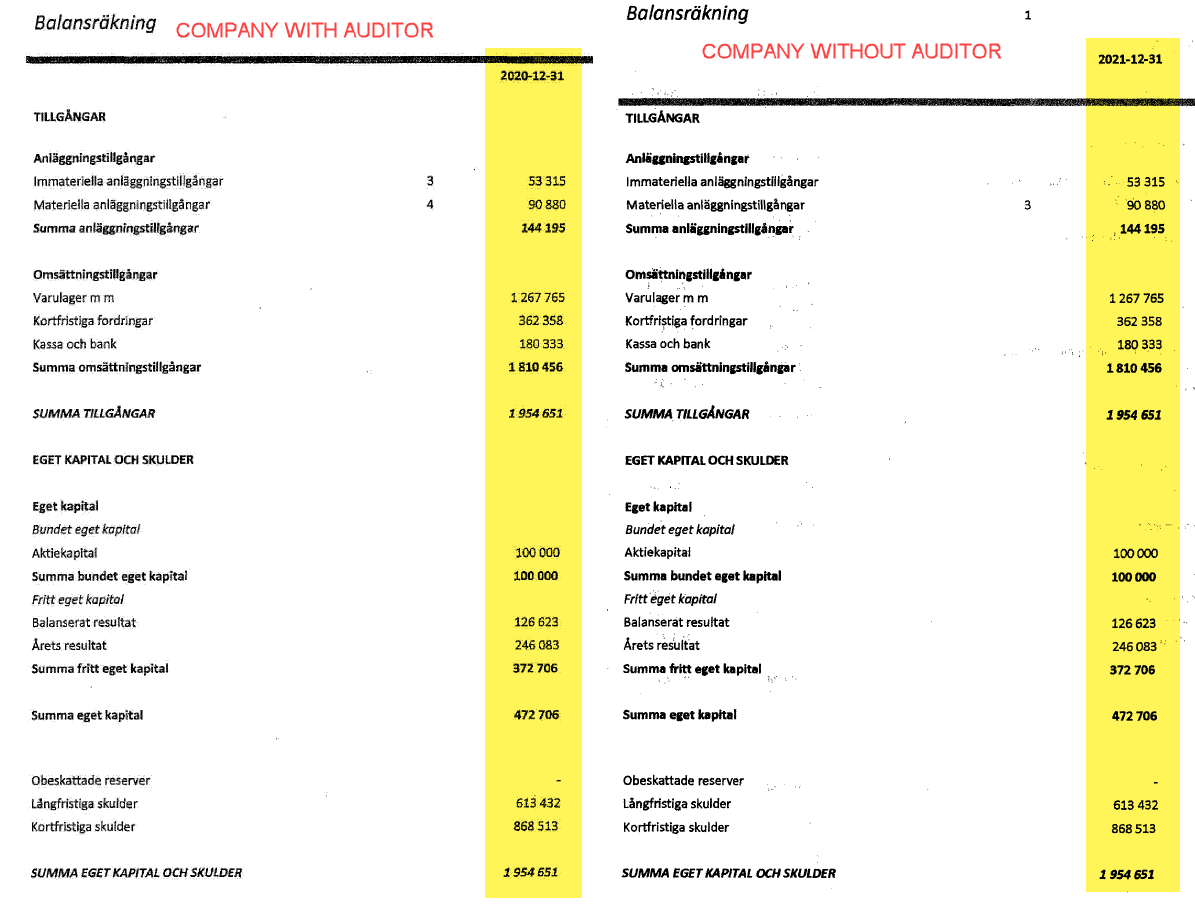 Balansräkning COMPANY WITH AUDITOR
2020-12-31
TILLGÅNGAR
Anläggningstillgångar
Immateriella anläggningstillgångar 3 53 315
Materiella anläggningstillgångar 4 90 880
Summa anläggningstillgångar 144 195
Omsättningstillgångar
Varulager m m 1 267 765
Kortfristiga fordringar 362 358
Kassa och bank 180 333
Summa omsättningstillgångar 1 810 456
SUMMA TILLGÅNGAR 1 954 651
EGET KAPITAL OCH SKULDER
Eget kapital
Bundet eget kapital
Aktiekapital 100 000
Summa bundet eget kapital 100 000
Fritt eget kapital
Balanserat resultat 126 623
Årets resultat 246 083
Summa fritt eget kapital 372 706
Summa eget kapital 472 706
Obeskattade reserver -
Långfristiga skulder 613 432
Kortfristiga skulder 868 513
SUMMA EGET KAPITAL OCH SKULDER 1 954 651
Balansräkning 1
COMPANY WITHOUT AUDITOR
2021-12-31
TILLGÅNGAR
Anläggningstillgångar
Immateriella anläggningstillgångar 53 315
Materiella anläggningstillgångar 3 90 880
Summa anläggningstillgångar 144 195
Omsättningstillgångar
Varulager m m 1 267 765
Kortfristiga fordringar 362 358
Kassa och bank 180 333
Summa omsättningstillgångar 1 810 456
SUMMA TILLGÅNGAR 1 954 651
EGET KAPITAL OCH SKULDER
Eget kapital
Bundet eget kapital
Aktiekapital 100 000
Summa bundet eget kapital 100 000
Fritt eget kapital
Balanserat resultat 126 623
Årets resultat 246 083
Summa fritt eget kapital 372 706
Summa eget kapital 472 706
Obeskattade reserver -
Långfristiga skulder 613 432
Kortfristiga skulder 868 513
SUMMA EGET KAPITAL OCH SKULDER 1 954 651